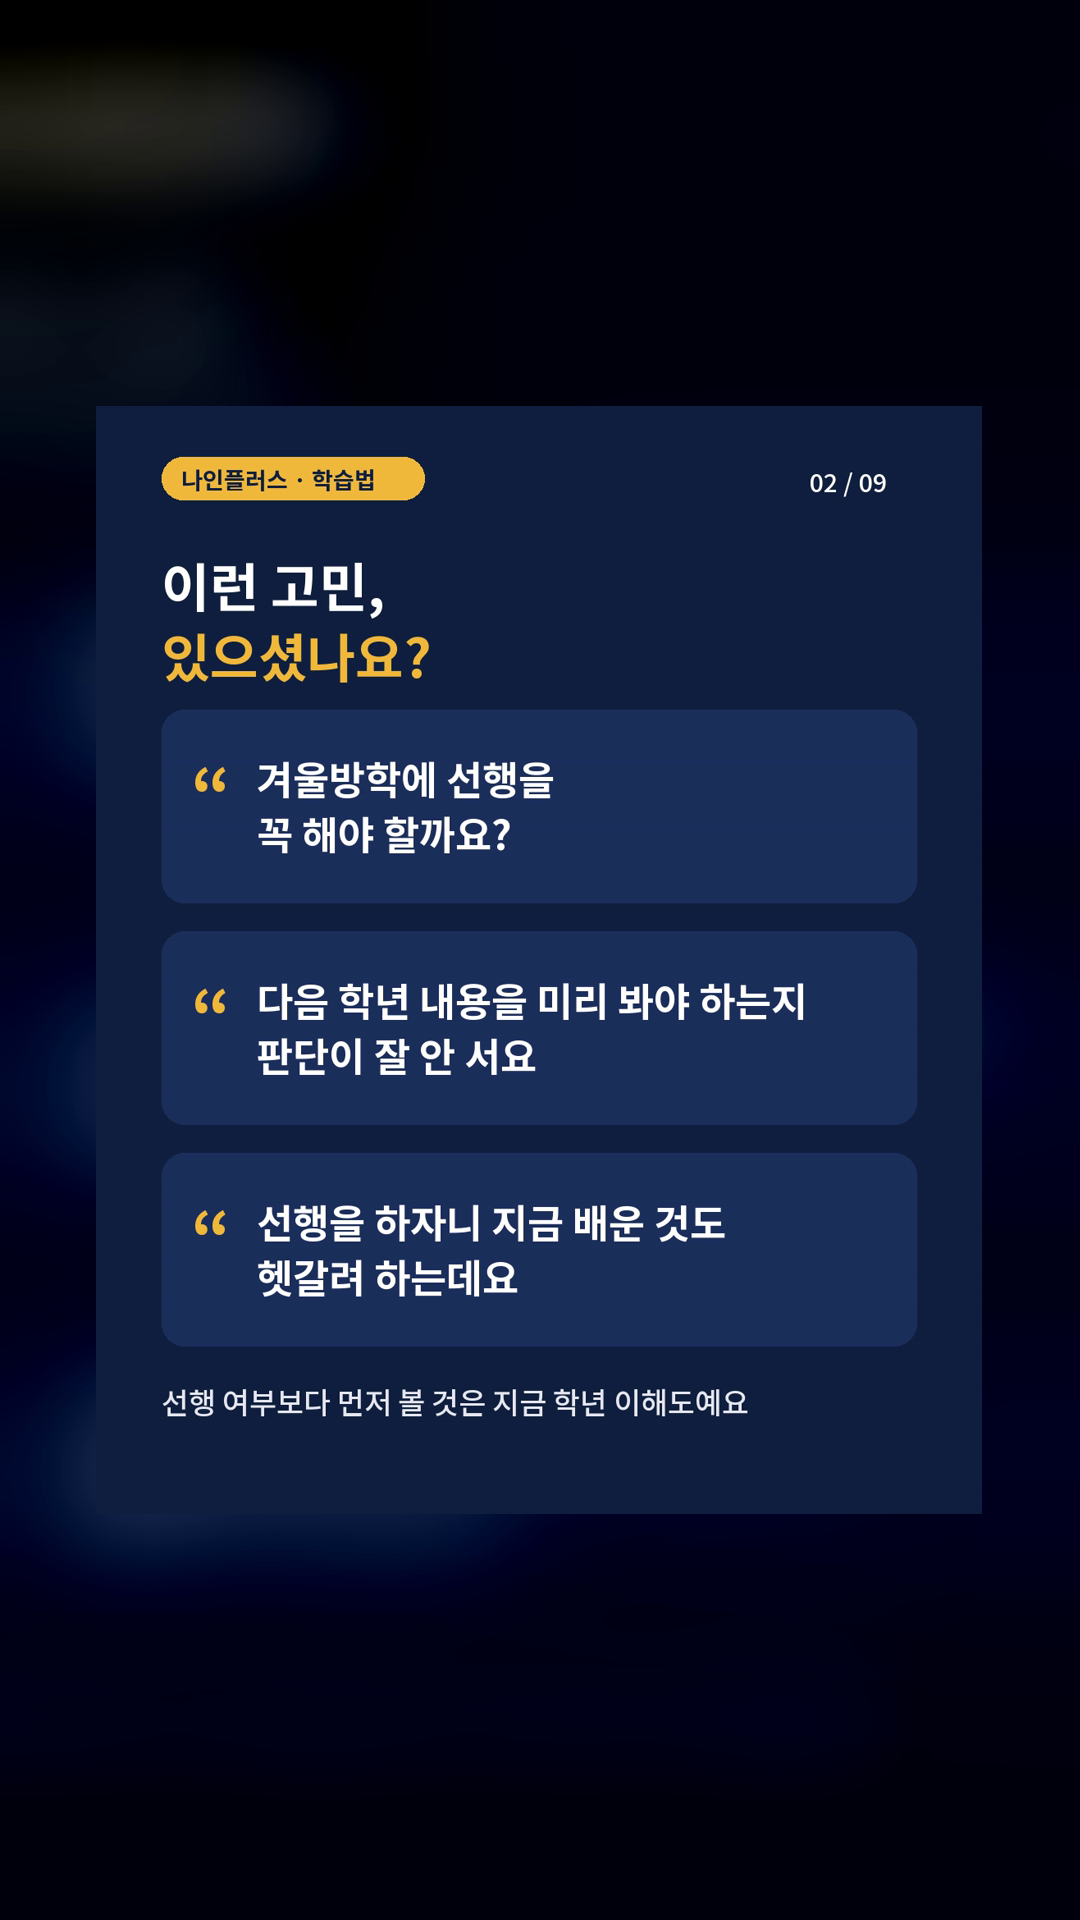 나인플러스 · 학습법
02 / 09
이런 고민,
있으셨나요?
“ 겨울방학에 선행을
꼭 해야 할까요?
“ 다음 학년 내용을 미리 봐야 하는지
판단이 잘 안 서요
“ 선행을 하자니 지금 배운 것도
헷갈려 하는데요
선행 여부보다 먼저 볼 것은 지금 학년 이해도예요